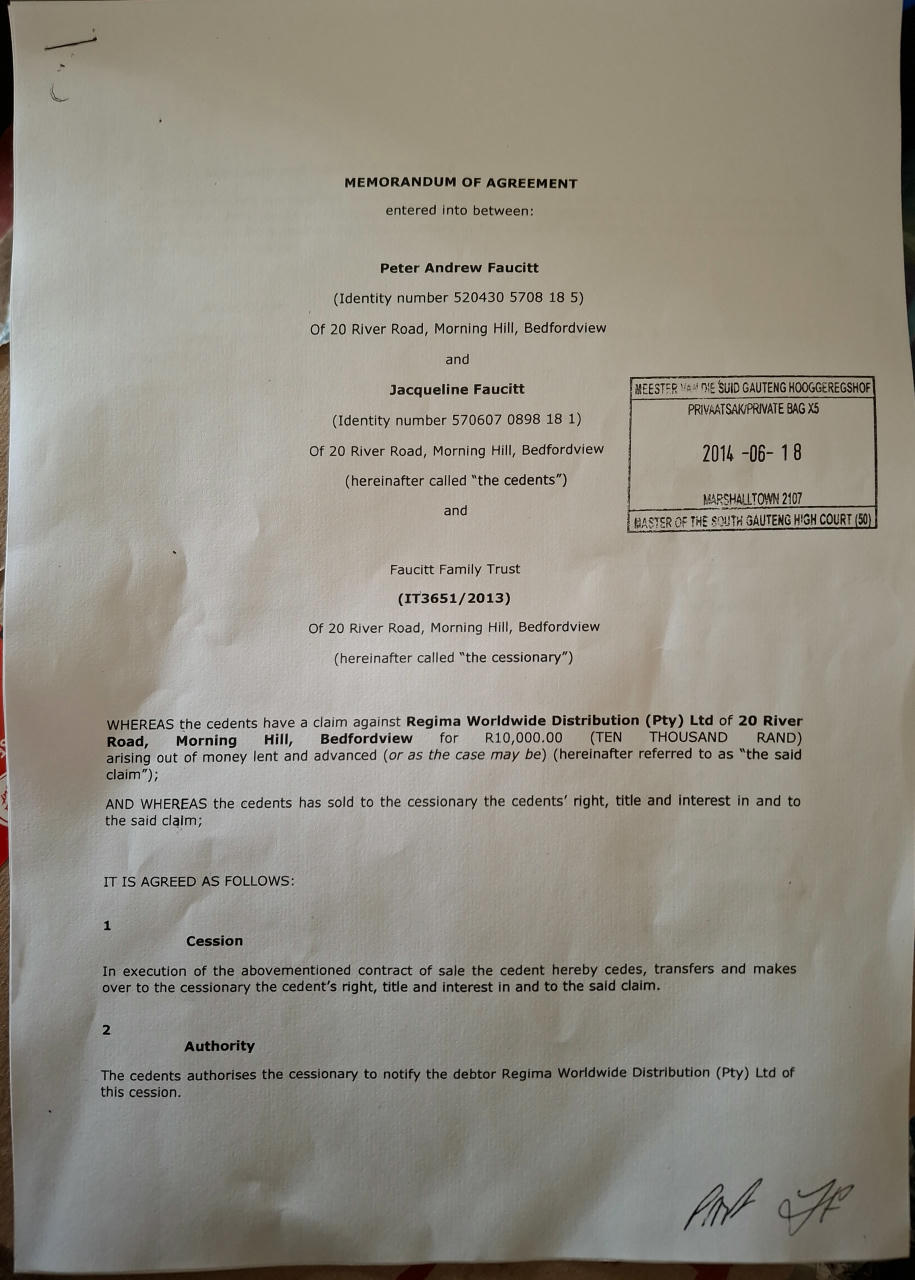 MEMORANDUM OF AGREEMENT
entered into between:
Peter Andrew Faucitt
(Identity number 520430 5708 18 5)
Of 20 River Road, Morning Hill, Bedfordview
and
Jacqueline Faucitt
(Identity number 570607 0898 18 1)
Of 20 River Road, Morning Hill, Bedfordview
(hereinafter called “the cedents”)
and
MEESTER VAN DIE SUID GAUTENG HOOGGEREGSHOF
PRIVAATSAK/PRIVATE BAG X5
2014 -06- 18
MARSHALLTOWN 2107
MASTER OF THE SOUTH GAUTENG HIGH COURT (50)
Faucitt Family Trust
(IT3651/2013)
Of 20 River Road, Morning Hill, Bedfordview
(hereinafter called “the cessionary”)
WHEREAS the cedents have a claim against Regima Worldwide Distribution (Pty) Ltd of 20 River
Road, Morning Hill, Bedfordview for R10,000.00 (TEN THOUSAND RAND)
arising out of money lent and advanced (or as the case may be) (hereinafter referred to as “the said
claim”);
AND WHEREAS the cedents has sold to the cessionary the cedents’ right, title and interest in and to
the said claim;
IT IS AGREED AS FOLLOWS:
1
Cession
In execution of the abovementioned contract of sale the cedent hereby cedes, transfers and makes
over to the cessionary the cedent’s right, title and interest in and to the said claim.
2
Authority
The cedents authorises the cessionary to notify the debtor Regima Worldwide Distribution (Pty) Ltd of
this cession.